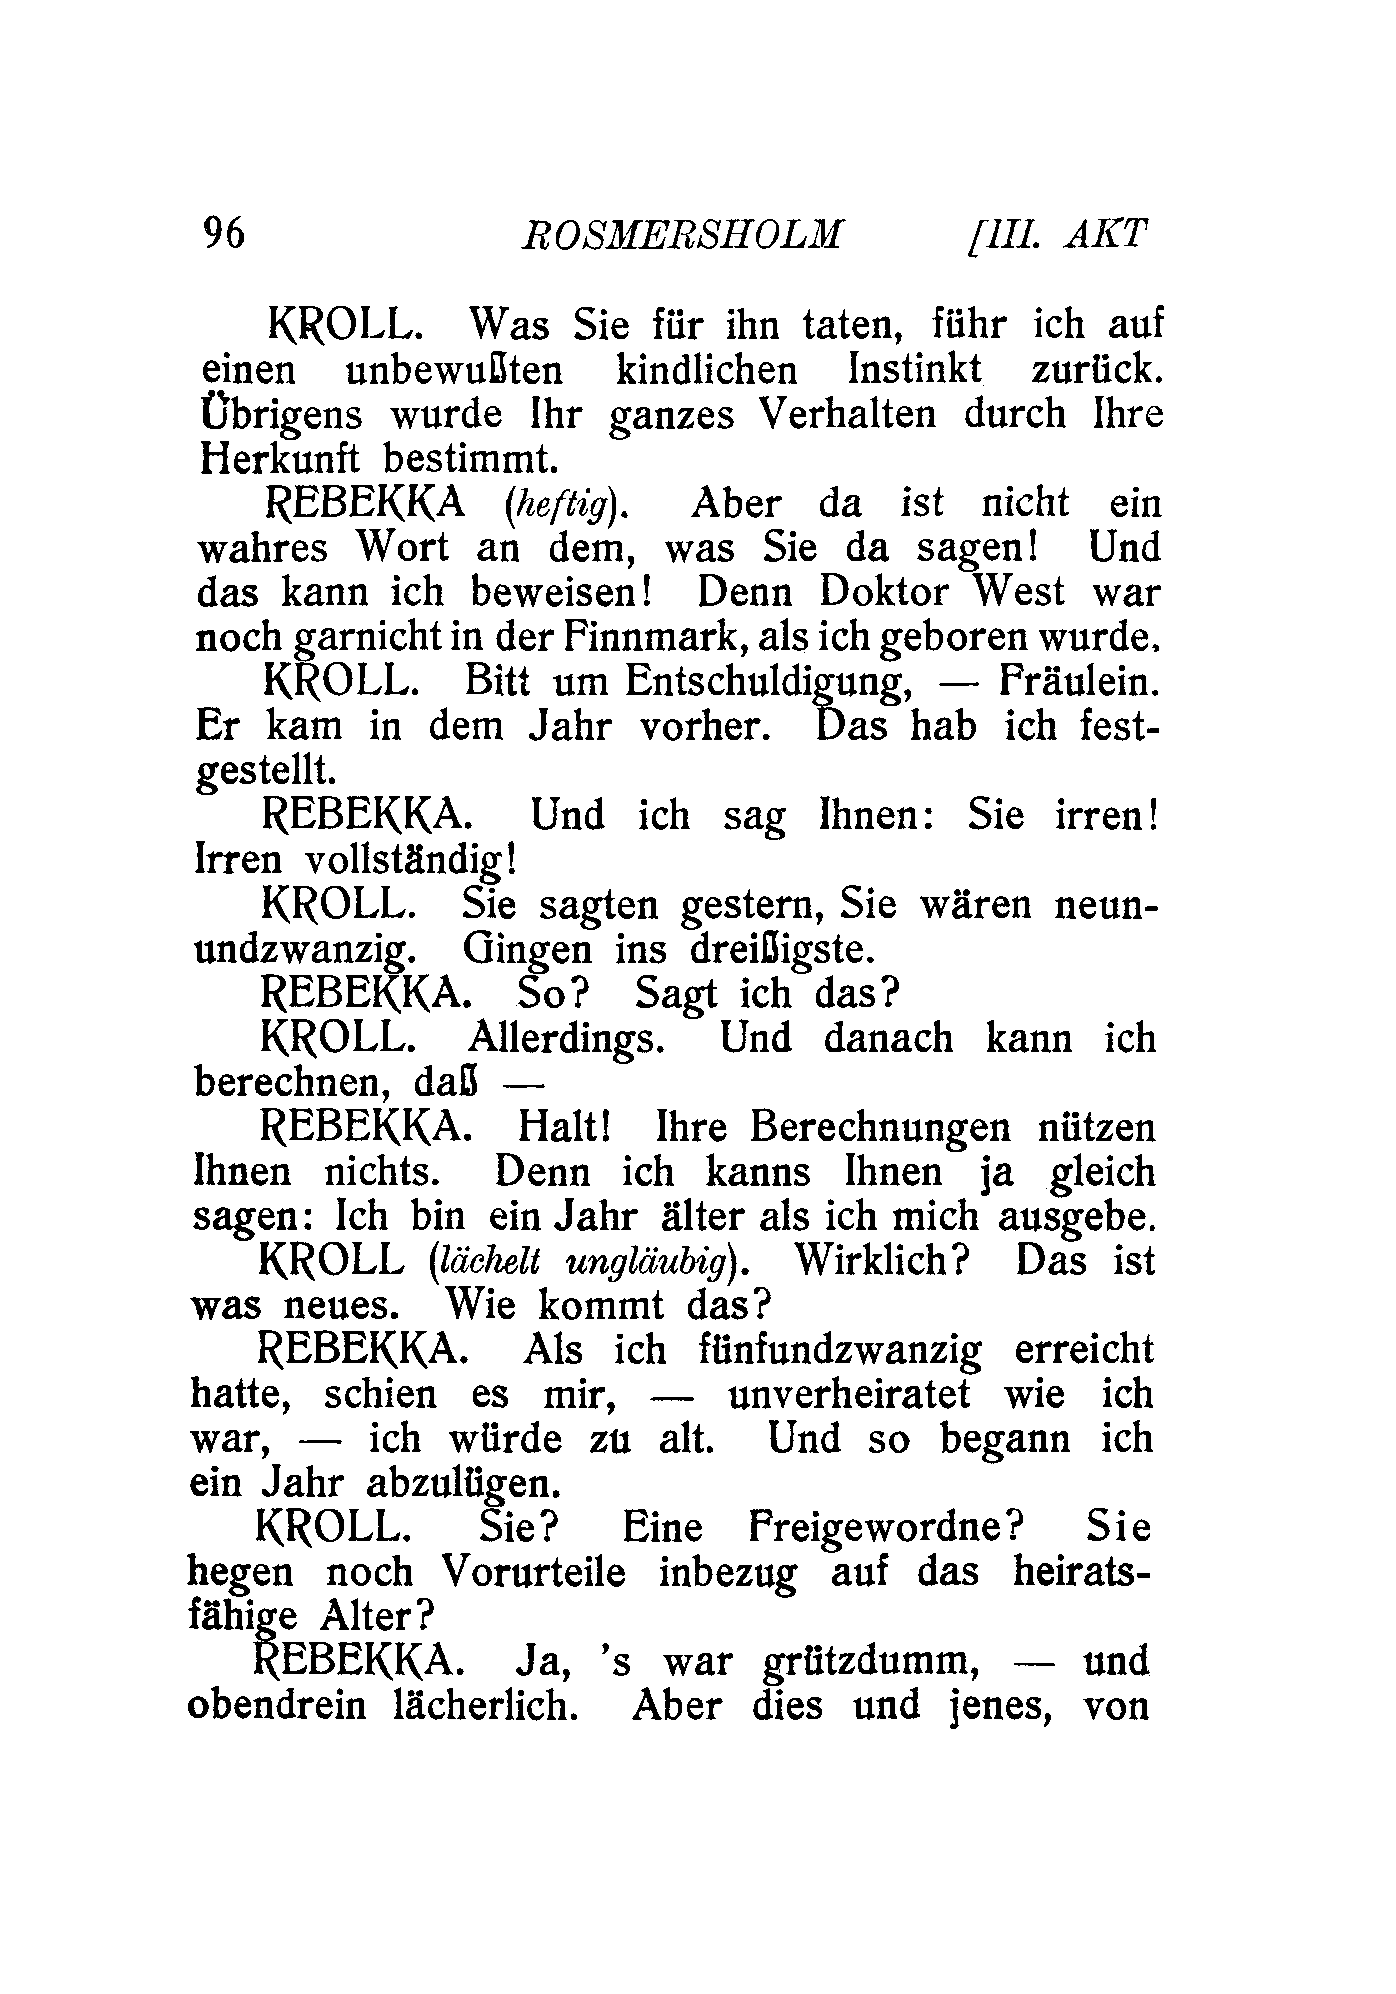 96 ROSMERSHOLM [III. AKT
KROLL. Was Sie für ihn taten, führ ich auf
einen unbewußten kindlichen Instinkt zurück.
Übrigens wurde Ihr ganzes Verhalten durch Ihre
Herkunft bestimmt.
REBEKKA (heftig). Aber da ist nicht ein
wahres Wort an dem, was Sie da sagen! Und
das kann ich beweisen! Denn Doktor West war
noch garnicht in der Finnmark, als ich geboren wurde.
KROLL. Bitt um Entschuldigung, — Fräulein.
Er kam in dem Jahr vorher. Das hab ich fest-
gestellt.
REBEKKA. Und ich sag Ihnen: Sie irren!
Irren vollständig!
KROLL. Sie sagten gestern, Sie wären neun-
undzwanzig. Gingen ins dreißigste.
REBEKKA. So? Sagt ich das?
KROLL. Allerdings. Und danach kann ich
berechnen, daß —
REBEKKA. Halt! Ihre Berechnungen nützen
Ihnen nichts. Denn ich kanns Ihnen ja gleich
sagen: Ich bin ein Jahr älter als ich mich ausgebe.
KROLL (lächelt ungläubig). Wirklich? Das ist
was neues. Wie kommt das?
REBEKKA. Als ich fünfundzwanzig erreicht
hatte, schien es mir, — unverheiratet wie ich
war, — ich würde zu alt. Und so begann ich
ein Jahr abzulügen.
KROLL. Sie? Eine Freigewordne? Sie
hegen noch Vorurteile inbezug auf das heirats-
fähige Alter?
REBEKKA. Ja, 's war grützdumm, — und
obendrein lächerlich. Aber dies und jenes, von